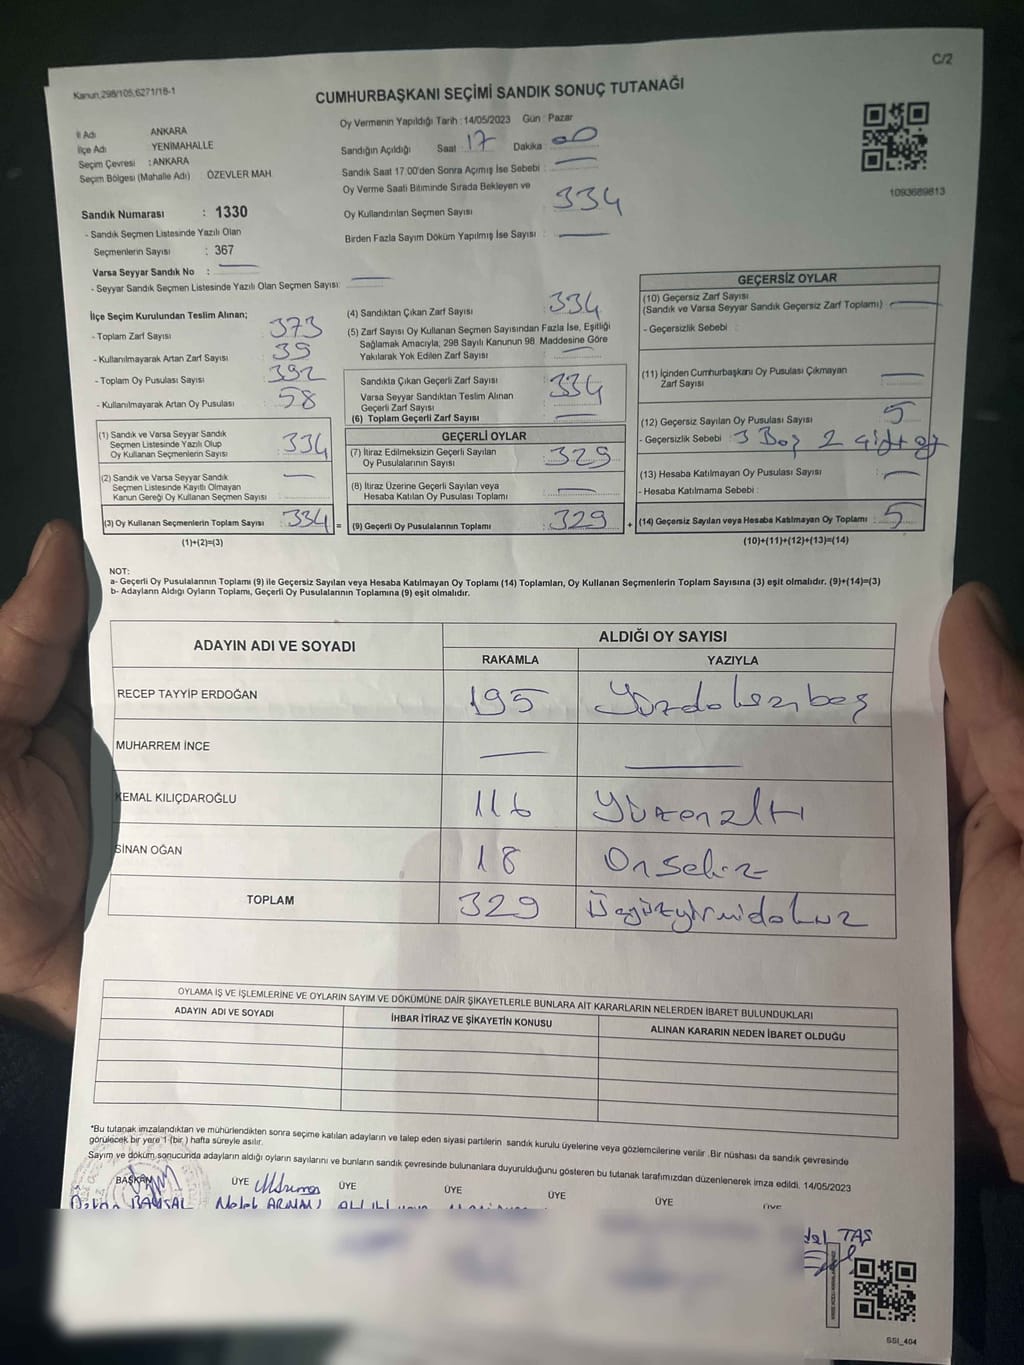 C/2
Kanun,298/105,6271/18-1
CUMHURBAŞKANI SEÇİMİ SANDIK SONUÇ TUTANAĞI
İl Adı ANKARA
İlçe Adı YENİMAHALLE
Seçim Çevresi : ANKARA
Seçim Bölgesi (Mahalle Adı) : ÖZEVLER MAH
Sandık Numarası : 1330
- Sandık Seçmen Listesinde Yazılı Olan
Seçmenlerin Sayısı : 367
Varsa Seyyar Sandık No :
- Seyyar Sandık Seçmen Listesinde Yazılı Olan Seçmen Sayısı:
Oy Vermenin Yapıldığı Tarih : 14/05/2023 Gün : Pazar
Sandığın Açıldığı Saat 17 Dakika : 00
Sandık Saat 17:00'den Sonra Açımış İse Sebebi :
Oy Verme Saati Bitiminde Sırada Bekleyen ve
Oy Kullandırılan Seçmen Sayısı : 334
Birden Fazla Sayım Döküm Yapılmış İse Sayısı :
1093689813
İlçe Seçim Kurulundan Teslim Alınan;
- Toplam Zarf Sayısı : 373
- Kullanılmayarak Artan Zarf Sayısı : 39
- Toplam Oy Pusulası Sayısı : 392
- Kullanılmayarak Artan Oy Pusulası : 58
(1) Sandık ve Varsa Seyyar Sandık
Seçmen Listesinde Yazılı Olup
Oy Kullanan Seçmenlerin Sayısı : 334
(2) Sandık ve Varsa Seyyar Sandık
Seçmen Listesinde Kayıtlı Olmayan
Kanun Gereği Oy Kullanan Seçmen Sayısı :
(3) Oy Kullanan Seçmenlerin Toplam Sayısı : 334 =
(1)+(2)=(3)
(4) Sandıktan Çıkan Zarf Sayısı : 334
(5) Zarf Sayısı Oy Kullanan Seçmen Sayısından Fazla İse, Eşitliği
Sağlamak Amacıyla, 298 Sayılı Kanunun 98. Maddesine Göre
Yakılarak Yok Edilen Zarf Sayısı :
Sandıkta Çıkan Geçerli Zarf Sayısı : 334
Varsa Seyyar Sandıktan Teslim Alınan
Geçerli Zarf Sayısı
(6) Toplam Geçerli Zarf Sayısı :
GEÇERLİ OYLAR
(7) İtiraz Edilmeksizin Geçerli Sayılan
Oy Pusulalarının Sayısı : 329
(8) İtiraz Üzerine Geçerli Sayılan veya
Hesaba Katılan Oy Pusulası Toplamı :
(9) Geçerli Oy Pusulalarının Toplamı : 329 +
GEÇERSİZ OYLAR
(10) Geçersiz Zarf Sayısı
(Sandık ve Varsa Seyyar Sandık Geçersiz Zarf Toplamı) :
- Geçersizlik Sebebi :
(11) İçinden Cumhurbaşkanı Oy Pusulası Çıkmayan
Zarf Sayısı :
(12) Geçersiz Sayılan Oy Pusulası Sayısı : 5
- Geçersizlik Sebebi : 3 Boş 2
(13) Hesaba Katılmayan Oy Pusulası Sayısı :
- Hesaba Katılmama Sebebi :
(14) Geçersiz Sayılan veya Hesaba Katılmayan Oy Toplamı : 5
(10)+(11)+(12)+(13)=(14)
NOT:
a- Geçerli Oy Pusulalarının Toplamı (9) ile Geçersiz Sayılan veya Hesaba Katılmayan Oy Toplamı (14) Toplamları, Oy Kullanan Seçmenlerin Toplam Sayısına (3) eşit olmalıdır. (9)+(14)=(3)
b- Adayların Aldığı Oyların Toplamı, Geçerli Oy Pusulalarının Toplamına (9) eşit olmalıdır.
ADAYIN ADI VE SOYADI ALDIĞI OY SAYISI
RAKAMLA YAZIYLA
RECEP TAYYİP ERDOĞAN 195 Yüzdoksanbeş
MUHARREM İNCE
KEMAL KILIÇDAROĞLU 116 Yüzonaltı
SİNAN OĞAN 18 Onsekiz
TOPLAM 329 Üçyüzyirmidokuz
OYLAMA İŞ VE İŞLEMLERİNE VE OYLARIN SAYIM VE DÖKÜMÜNE DAİR ŞİKAYETLERLE BUNLARA AİT KARARLARIN NELERDEN İBARET BULUNDUKLARI
ADAYIN ADI VE SOYADI İHBAR İTİRAZ VE ŞİKAYETİN KONUSU ALINAN KARARIN NEDEN İBARET OLDUĞU
*Bu tutanak imzalandıktan ve mühürlendikten sonra seçime katılan adayların ve talep eden siyasi partilerin sandık kurulu üyelerine veya gözlemcilerine verilir .Bir nüshası da sandık çevresinde
görülecek bir yere 1 (bir ) hafta süreyle asılır.
Sayım ve döküm sonucunda adayların aldığı oyların sayılarını ve bunların sandık çevresinde bulunanlara duyurulduğunu gösteren bu tutanak tarafımızdan düzenlenerek imza edildi. 14/05/2023
BAŞKAN ÜYE ÜYE ÜYE ÜYE ÜYE ÜYE
BAYSAL Melek
TAŞ
SSI_404